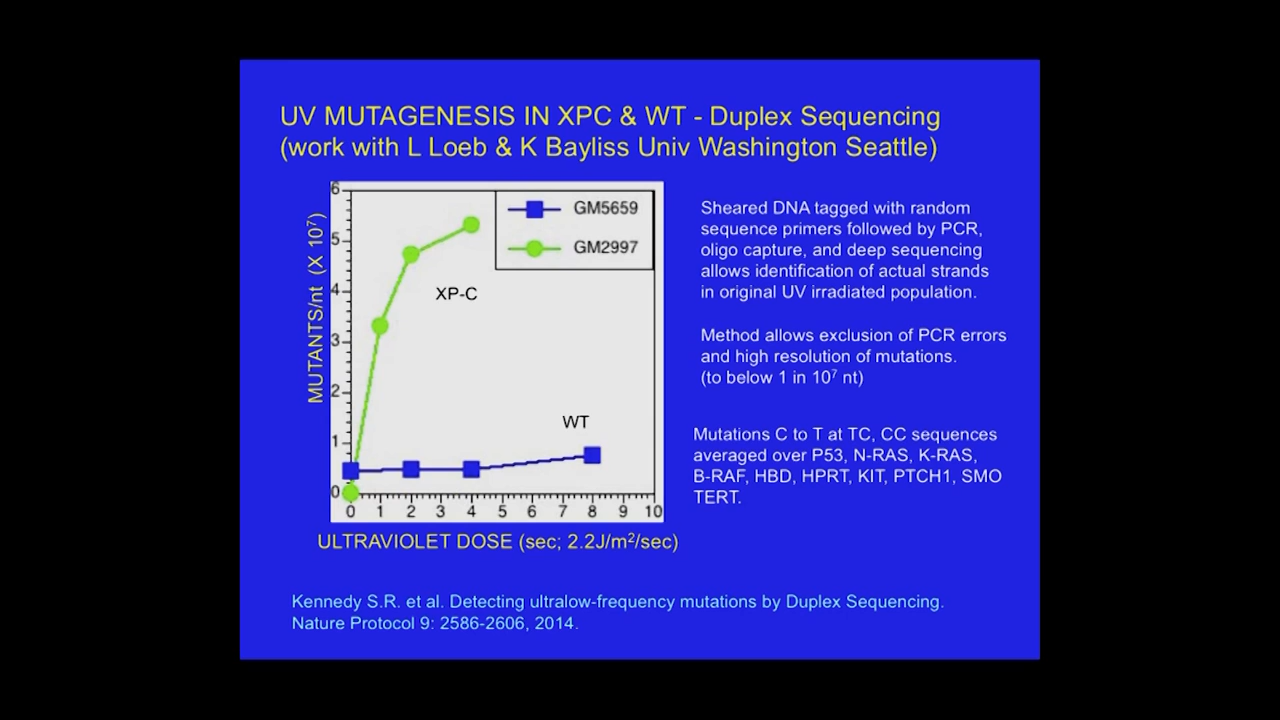 UV MUTAGENESIS IN XPC & WT - Duplex Sequencing
(work with L Loeb & K Bayliss Univ Washington Seattle)
MUTANTS/nt (X 10⁷)
6
5
4
3
2
1
0
GM5659
GM2997
XP-C
WT
0 1 2 3 4 5 6 7 8 9 10
ULTRAVIOLET DOSE (sec; 2.2J/m²/sec)
Sheared DNA tagged with random
sequence primers followed by PCR,
oligo capture, and deep sequencing
allows identification of actual strands
in original UV irradiated population.
Method allows exclusion of PCR errors
and high resolution of mutations.
(to below 1 in 10⁷ nt)
Mutations C to T at TC, CC sequences
averaged over P53, N-RAS, K-RAS,
B-RAF, HBD, HPRT, KIT, PTCH1, SMO
TERT.
Kennedy S.R. et al. Detecting ultralow-frequency mutations by Duplex Sequencing.
Nature Protocol 9: 2586-2606, 2014.